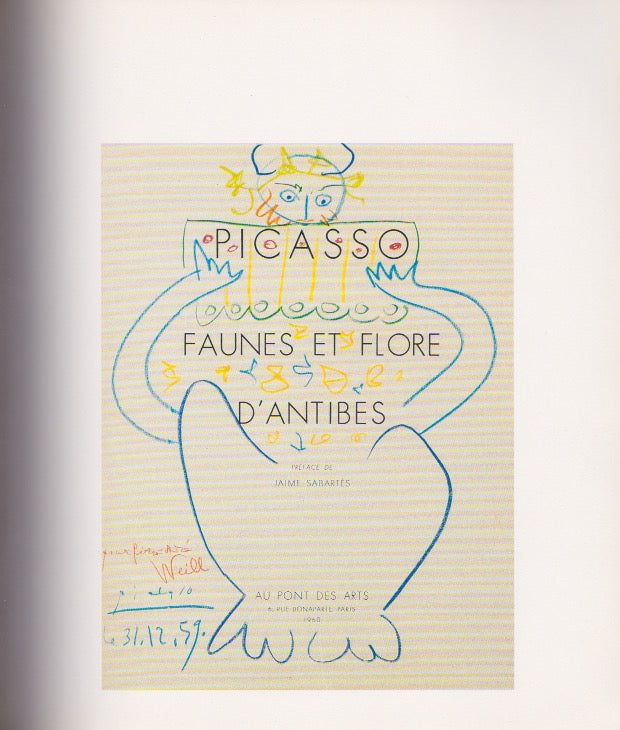 PICASSO
FAUNES ET FLORE
D'ANTIBES
PRÉFACE DE
JAIME SABARTÉS
AU PONT DES ARTS
6, RUE BONAPARTE, PARIS
1960
Weill
le 31.12.59.